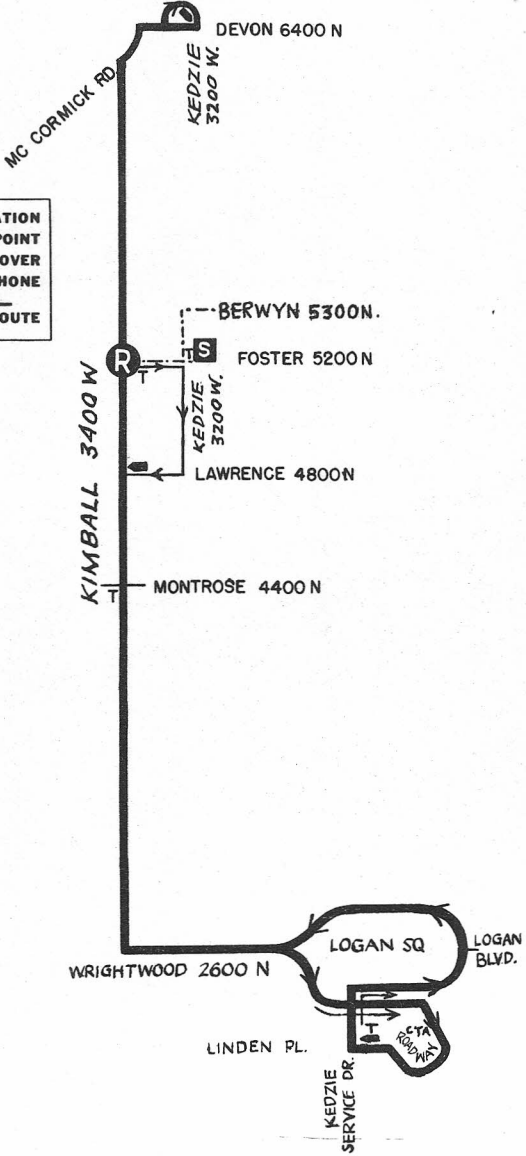 DEVON 6400 N
KEDZIE
3200 W.
MC CORMICK RD.
ATION
POINT
OVER
HONE
OUTE
BERWYN 5300N.
R
T
T
S
FOSTER 5200 N
KEDZIE
3200 W.
KIMBALL 3400 W
LAWRENCE 4800N
MONTROSE 4400 N
T
LOGAN SQ
LOGAN
BLVD.
WRIGHTWOOD 2600 N
T
CTA
ROADWAY
LINDEN PL.
KEDZIE
SERVICE DR.